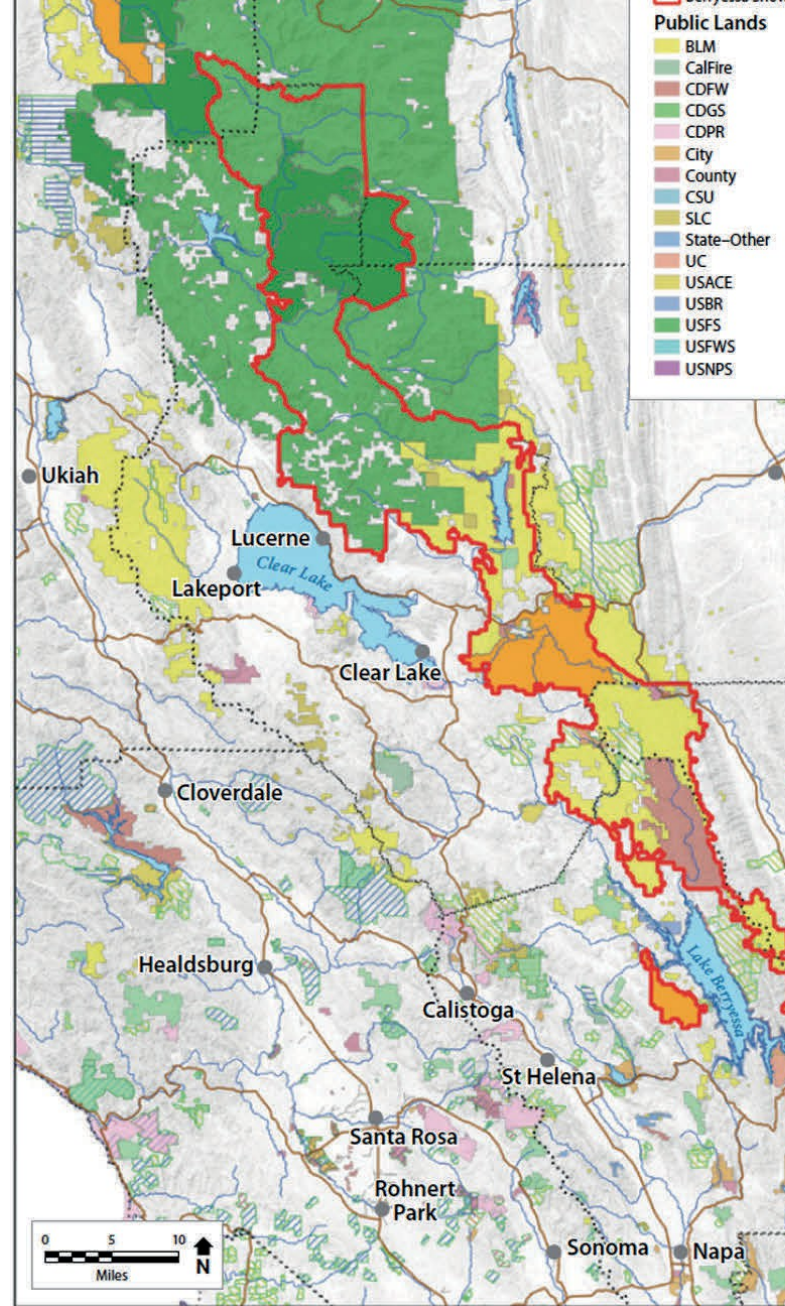 Public Lands
BLM
CalFire
CDFW
CDGS
CDPR
City
County
CSU
SLC
State–Other
UC
USACE
USBR
USFS
USFWS
USNPS
Ukiah
Lucerne
Clear Lake
Lakeport
Clear Lake
Cloverdale
Healdsburg
Lake Berryessa
Calistoga
St Helena
Santa Rosa
Rohnert
Park
Sonoma
Napa
0 5 10
Miles
N